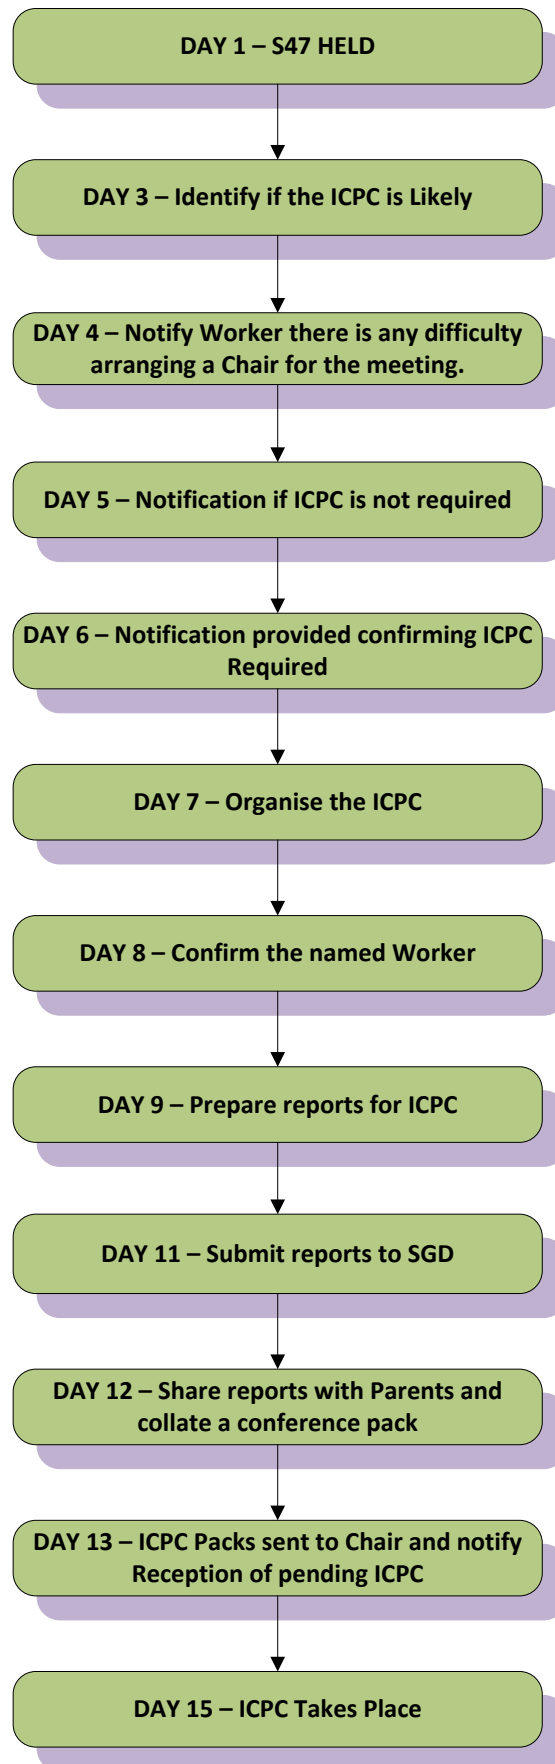 DAY 1 – S47 HELD
DAY 3 – Identify if the ICPC is Likely
DAY 4 – Notify Worker there is any difficulty
arranging a Chair for the meeting.
DAY 5 – Notification if ICPC is not required
DAY 6 – Notification provided confirming ICPC
Required
DAY 7 – Organise the ICPC
DAY 8 – Confirm the named Worker
DAY 9 – Prepare reports for ICPC
DAY 11 – Submit reports to SGD
DAY 12 – Share reports with Parents and
collate a conference pack
DAY 13 – ICPC Packs sent to Chair and notify
Reception of pending ICPC
DAY 15 – ICPC Takes Place